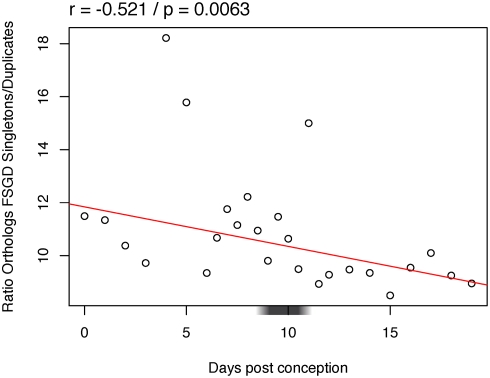 r = -0.521 / p = 0.0063
Ratio Orthologs FSGD Singletons/Duplicates
18
16
14
12
10
0 5 10 15
Days post conception